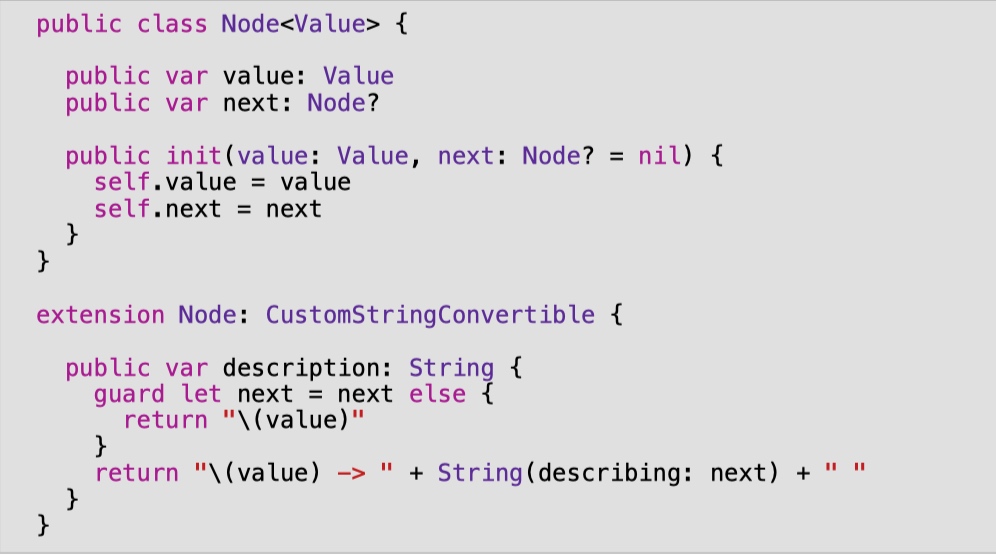 public class Node<Value> {
public var value: Value
public var next: Node?
public init(value: Value, next: Node? = nil) {
self.value = value
self.next = next
}
}
extension Node: CustomStringConvertible {
public var description: String {
guard let next = next else {
return "\(value)"
}
return "\(value) -> " + String(describing: next) + " "
}
}